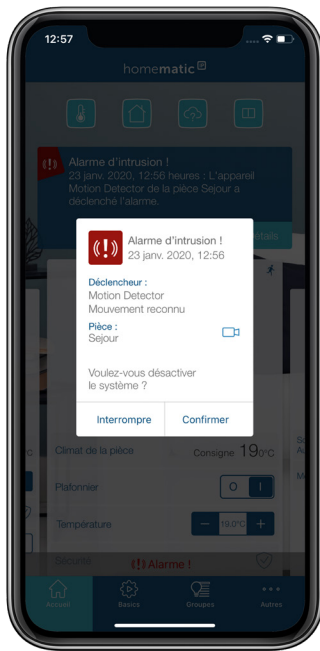 12:57
homematic IP
Alarme d'intrusion !
23 janv. 2020, 12:56 heures : L'appareil
Motion Detector de la pièce Sejour a
déclenché l'alarme.
étails
Alarme d'intrusion !
23 janv. 2020, 12:56
Déclencheur :
Motion Detector
Mouvement reconnu
Pièce :
Sejour
Voulez-vous désactiver
le système ?
Interrompre Confirmer
Climat de la pièce Consigne 19,0°C
Plafonnier O I
Température − 19.0°C +
Sécurité
(!) Alarme !
Accueil Basics Groupes Autres